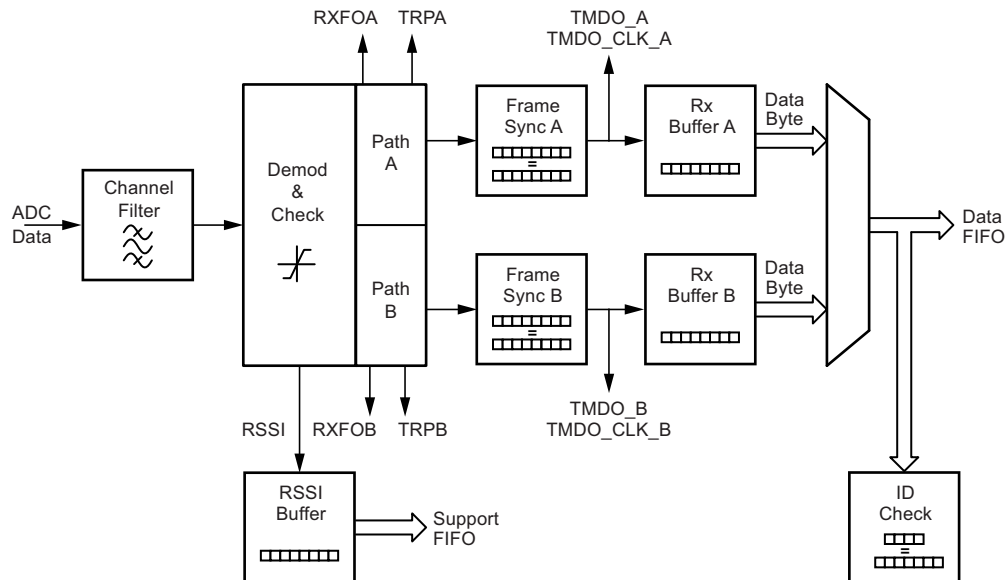 RXFOA
TRPA
TMDO_A
TMDO_CLK_A
ADC
Data
Channel
Filter
Demod
&
Check
Path
A
Path
B
Frame
Sync A
=
Rx
Buffer A
Data
Byte
Frame
Sync B
=
Rx
Buffer B
Data
Byte
Data
FIFO
RSSI
RXFOB
TRPB
TMDO_B
TMDO_CLK_B
RSSI
Buffer
Support
FIFO
ID
Check
=